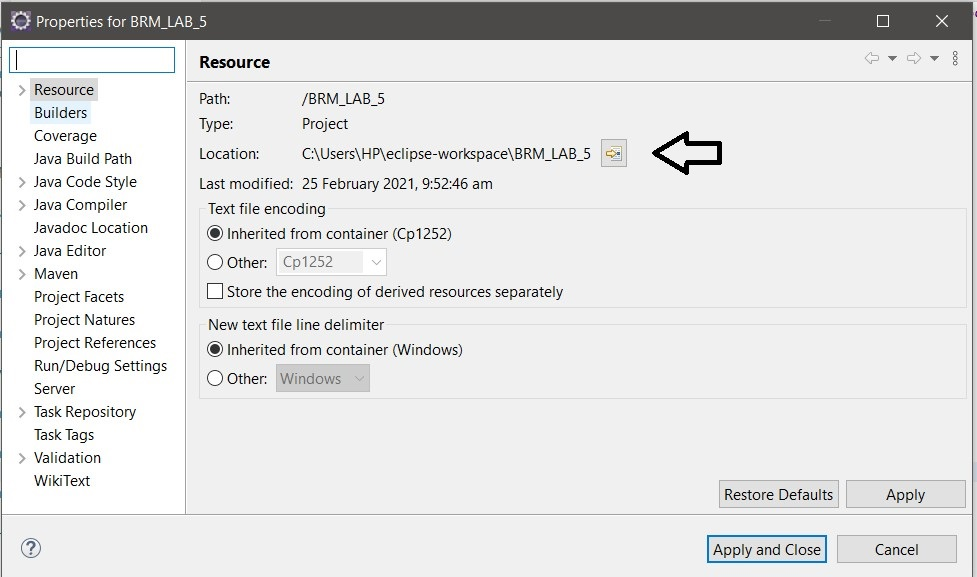 Properties for BRM_LAB_5
Resource
Builders
Coverage
Java Build Path
Java Code Style
Java Compiler
Javadoc Location
Java Editor
Maven
Project Facets
Project Natures
Project References
Run/Debug Settings
Server
Task Repository
Task Tags
Validation
WikiText
Resource
Path: /BRM_LAB_5
Type: Project
Location: C:\Users\HP\eclipse-workspace\BRM_LAB_5
Last modified: 25 February 2021, 9:52:46 am
Text file encoding
Inherited from container (Cp1252)
Other: Cp1252
Store the encoding of derived resources separately
New text file line delimiter
Inherited from container (Windows)
Other: Windows
Restore Defaults Apply
? Apply and Close Cancel